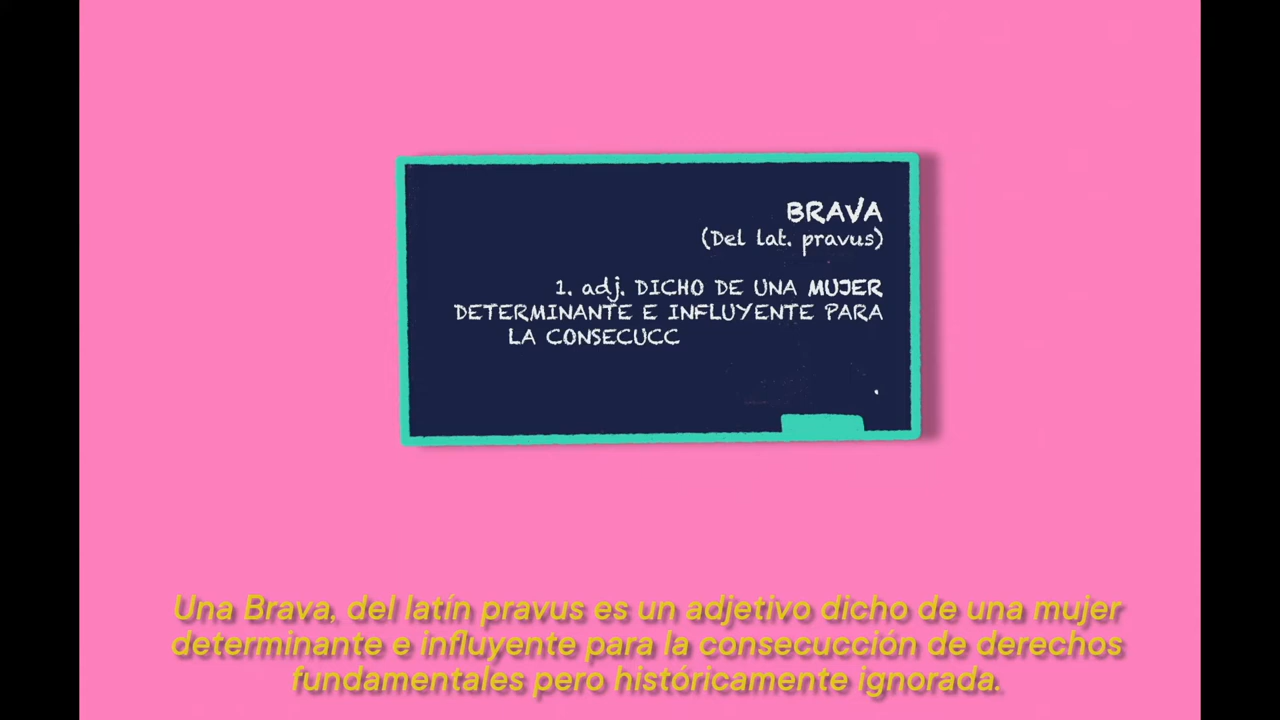 BRAVA
(Del lat. pravus)
1. adj. DICHO DE UNA MUJER
DETERMINANTE E INFLUYENTE PARA
LA CONSECUCC
Una Brava, del latín pravus es un adjetivo dicho de una mujer
determinante e influyente para la consecucción de derechos
fundamentales pero históricamente ignorada.